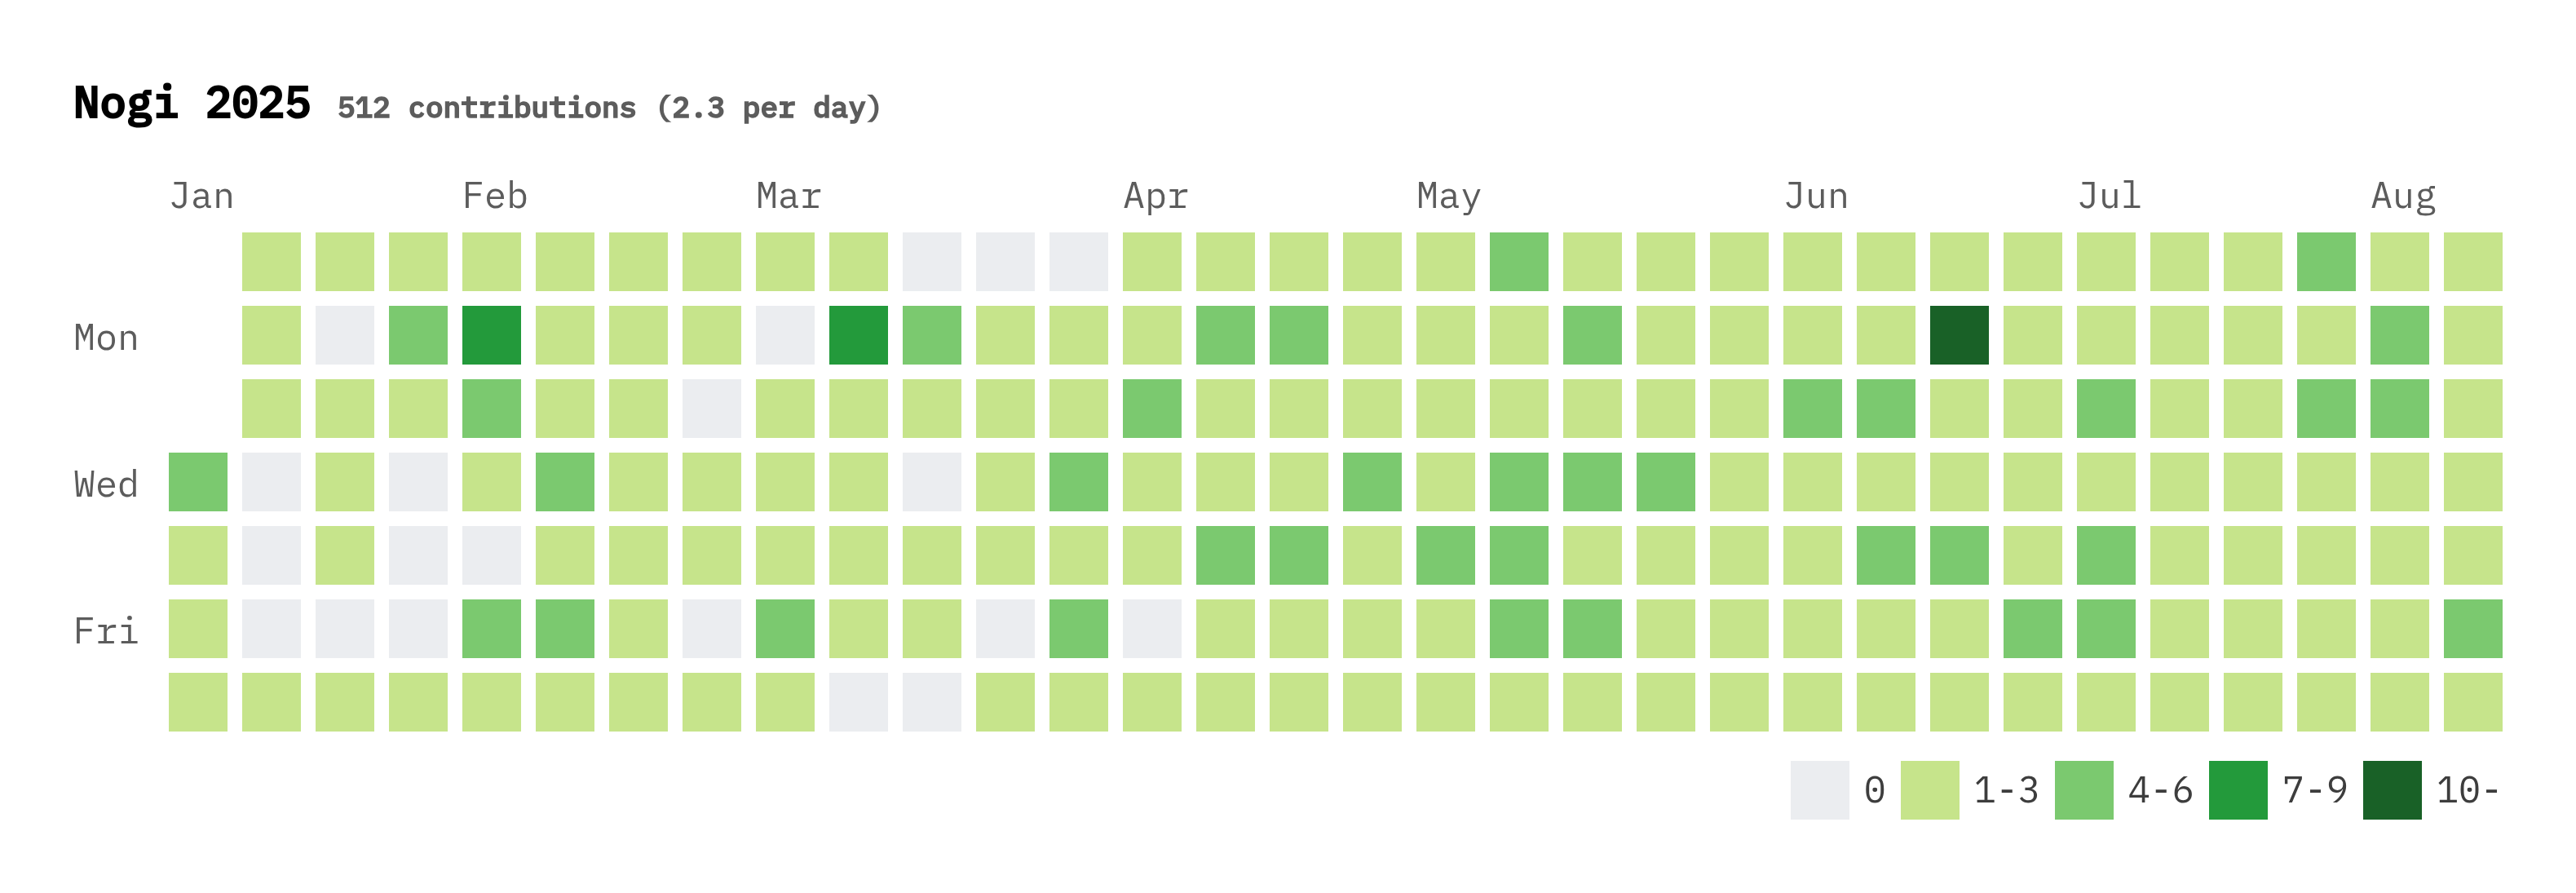 Nogi 2025 512 contributions (2.3 per day)
Jan Feb Mar Apr May Jun Jul Aug
Mon
Wed
Fri
0 1-3 4-6 7-9 10-